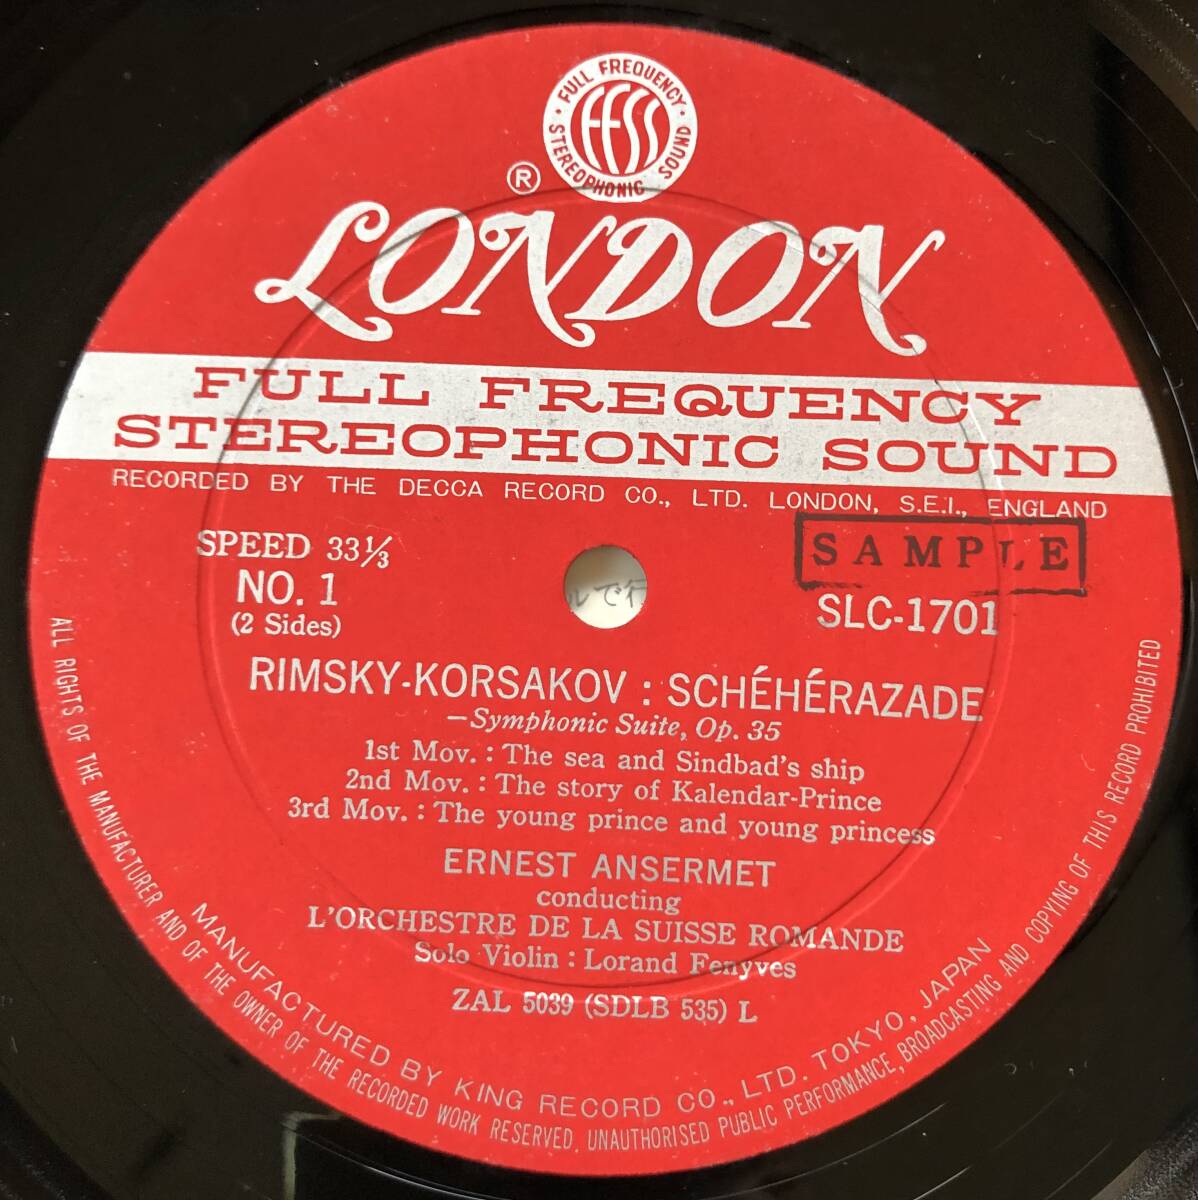 FULL FREQUENCY
FFSS
STEREOPHONIC SOUND
®
LONDON
FULL FREQUENCY
STEREOPHONIC SOUND
RECORDED BY THE DECCA RECORD CO., LTD. LONDON, S.E.I., ENGLAND
SAMPLE
SPEED 33⅓
NO. 1
(2 Sides)
SLC-1701
ルで行
RIMSKY-KORSAKOV : SCHÉHÉRAZADE
—Symphonic Suite, Op. 35
1st Mov. : The sea and Sindbad's ship
2nd Mov. : The story of Kalendar-Prince
3rd Mov. : The young prince and young princess
ERNEST ANSERMET
conducting
L'ORCHESTRE DE LA SUISSE ROMANDE
Solo Violin : Lorand Fenyves
ZAL 5039 (SDLB 535) L
MANUFACTURED BY KING RECORD CO., LTD. TOKYO, JAPAN
ALL RIGHTS OF THE MANUFACTURER AND OF THE OWNER OF THE RECORDED WORK RESERVED. UNAUTHORISED PUBLIC PERFORMANCE, BROADCASTING AND COPYING OF THIS RECORD PROHIBITED